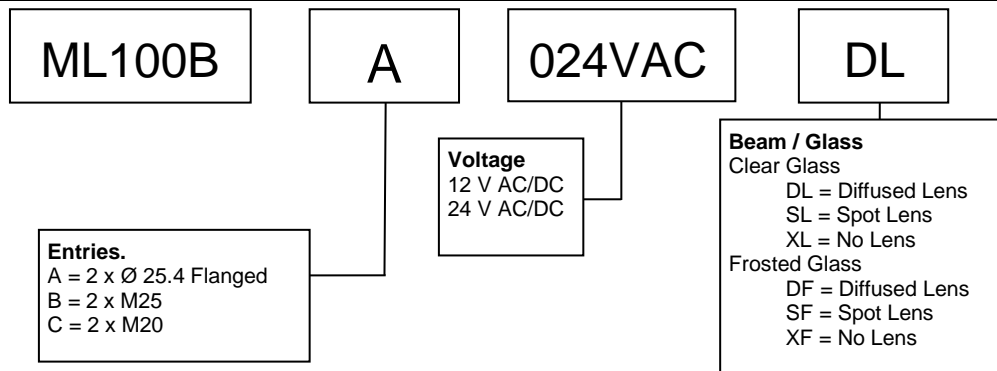 ML100B
A
024VAC
DL
Voltage
12 V AC/DC
24 V AC/DC
Beam / Glass
Clear Glass
DL = Diffused Lens
SL = Spot Lens
XL = No Lens
Frosted Glass
DF = Diffused Lens
SF = Spot Lens
XF = No Lens
Entries.
A = 2 x Ø 25.4 Flanged
B = 2 x M25
C = 2 x M20